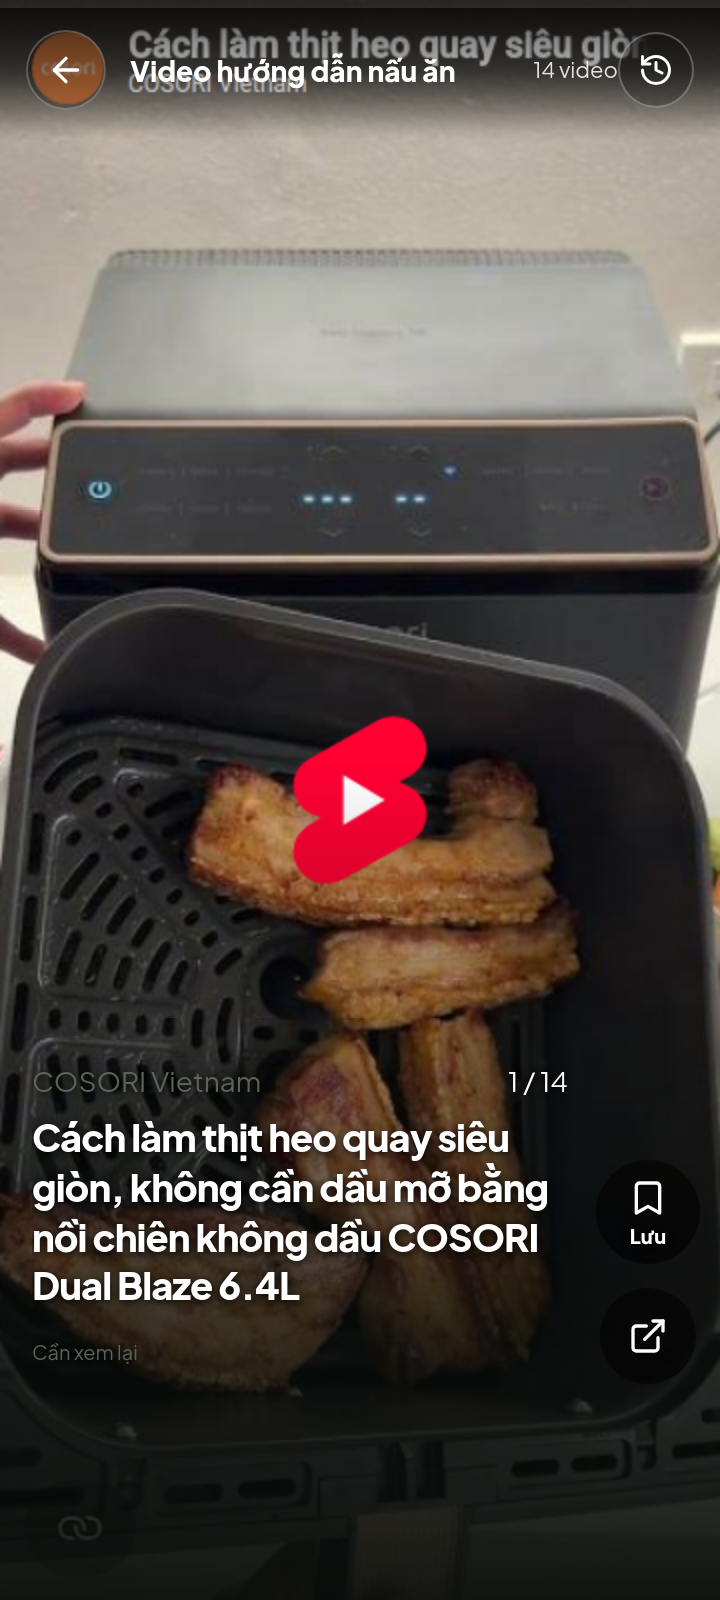 Cách làm thịt heo quay siêu giòn
COSORI Vietnam
Video hướng dẫn nấu ăn
14 video
COSORI Vietnam
1 / 14
Cách làm thịt heo quay siêu
giòn, không cần dầu mỡ bằng
nồi chiên không dầu COSORI
Dual Blaze 6.4L
Lưu
Cần xem lại